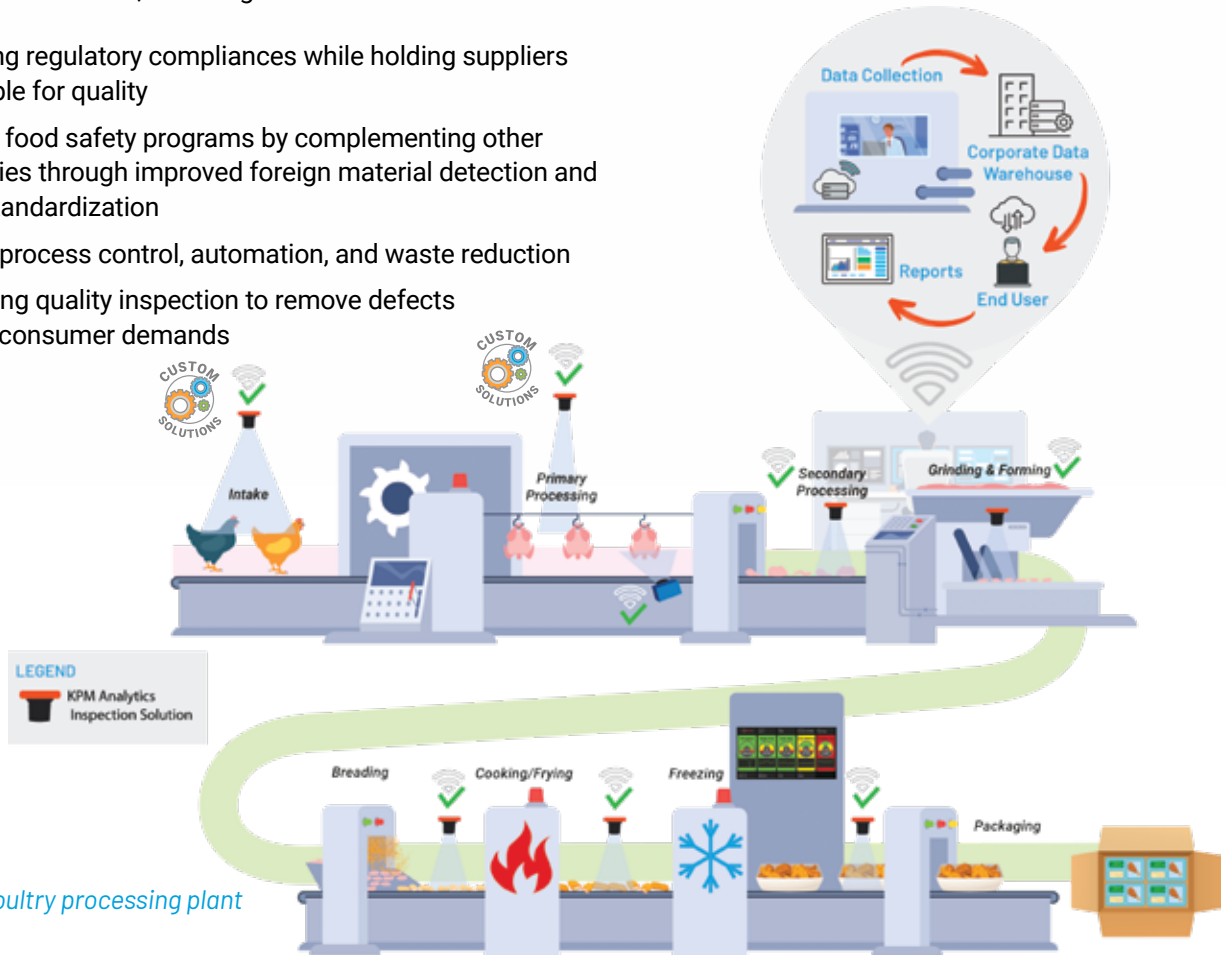 ng regulatory compliances while holding suppliers
ble for quality
food safety programs by complementing other
ies through improved foreign material detection and
andardization
process control, automation, and waste reduction
ng quality inspection to remove defects
consumer demands
Data Collection
Corporate Data
Warehouse
Reports
End User
CUSTOM
SOLUTIONS
CUSTOM
SOLUTIONS
Intake
Primary
Processing
Secondary
Processing
Grinding & Forming
LEGEND
KPM Analytics
Inspection Solution
Breading
Cooking/Frying
Freezing
Packaging
oultry processing plant